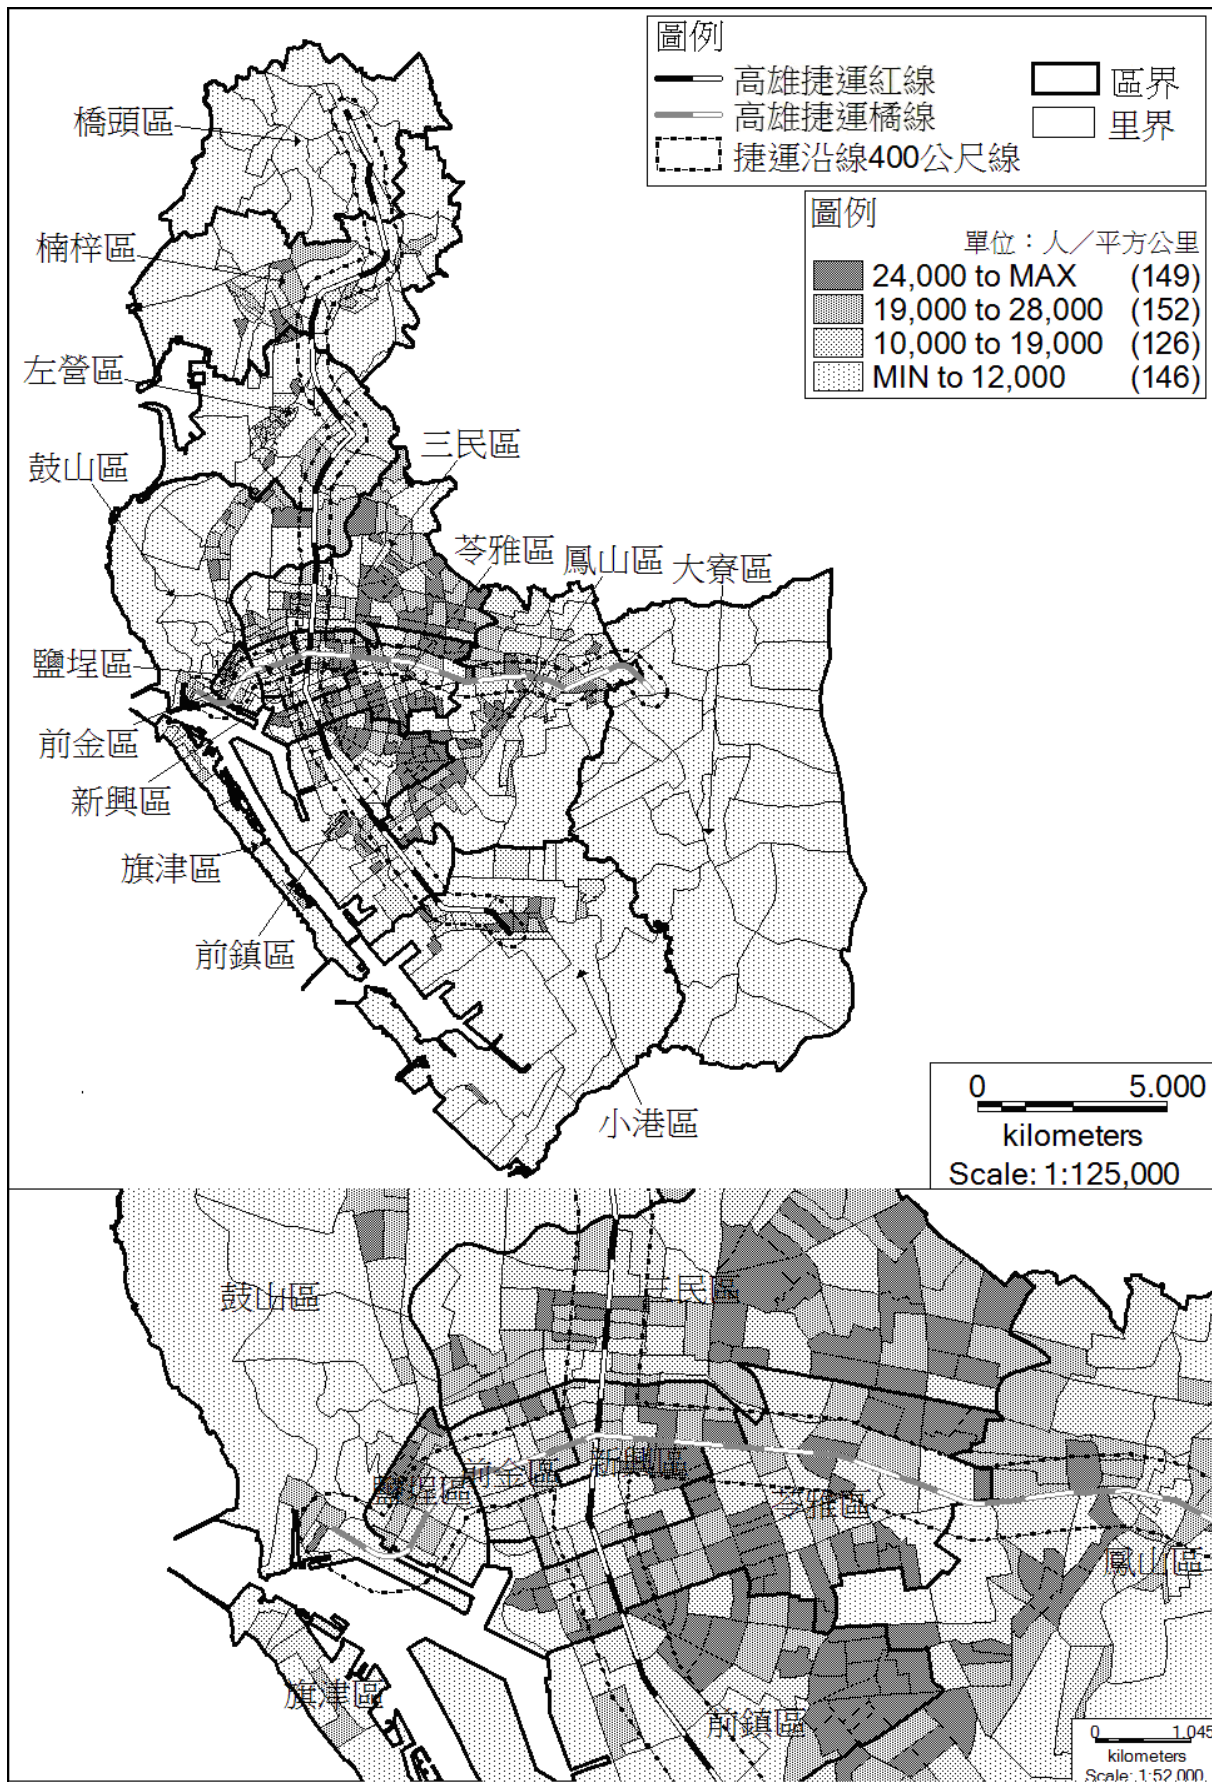 圖例
高雄捷運紅線
高雄捷運橘線
捷運沿線400公尺線
區界
里界
圖例
單位：人／平方公里
24,000 to MAX (149)
19,000 to 28,000 (152)
10,000 to 19,000 (126)
MIN to 12,000 (146)
橋頭區
楠梓區
左營區
鼓山區
三民區
苓雅區
鳳山區
大寮區
鹽埕區
前金區
新興區
旗津區
前鎮區
小港區
0 5.000
kilometers
Scale: 1:125,000
鼓山區
三民區
前金區
新興區
鹽埕區
苓雅區
鳳山區
旗津區
前鎮區
0 1.045
kilometers
Scale: 1:52,000.